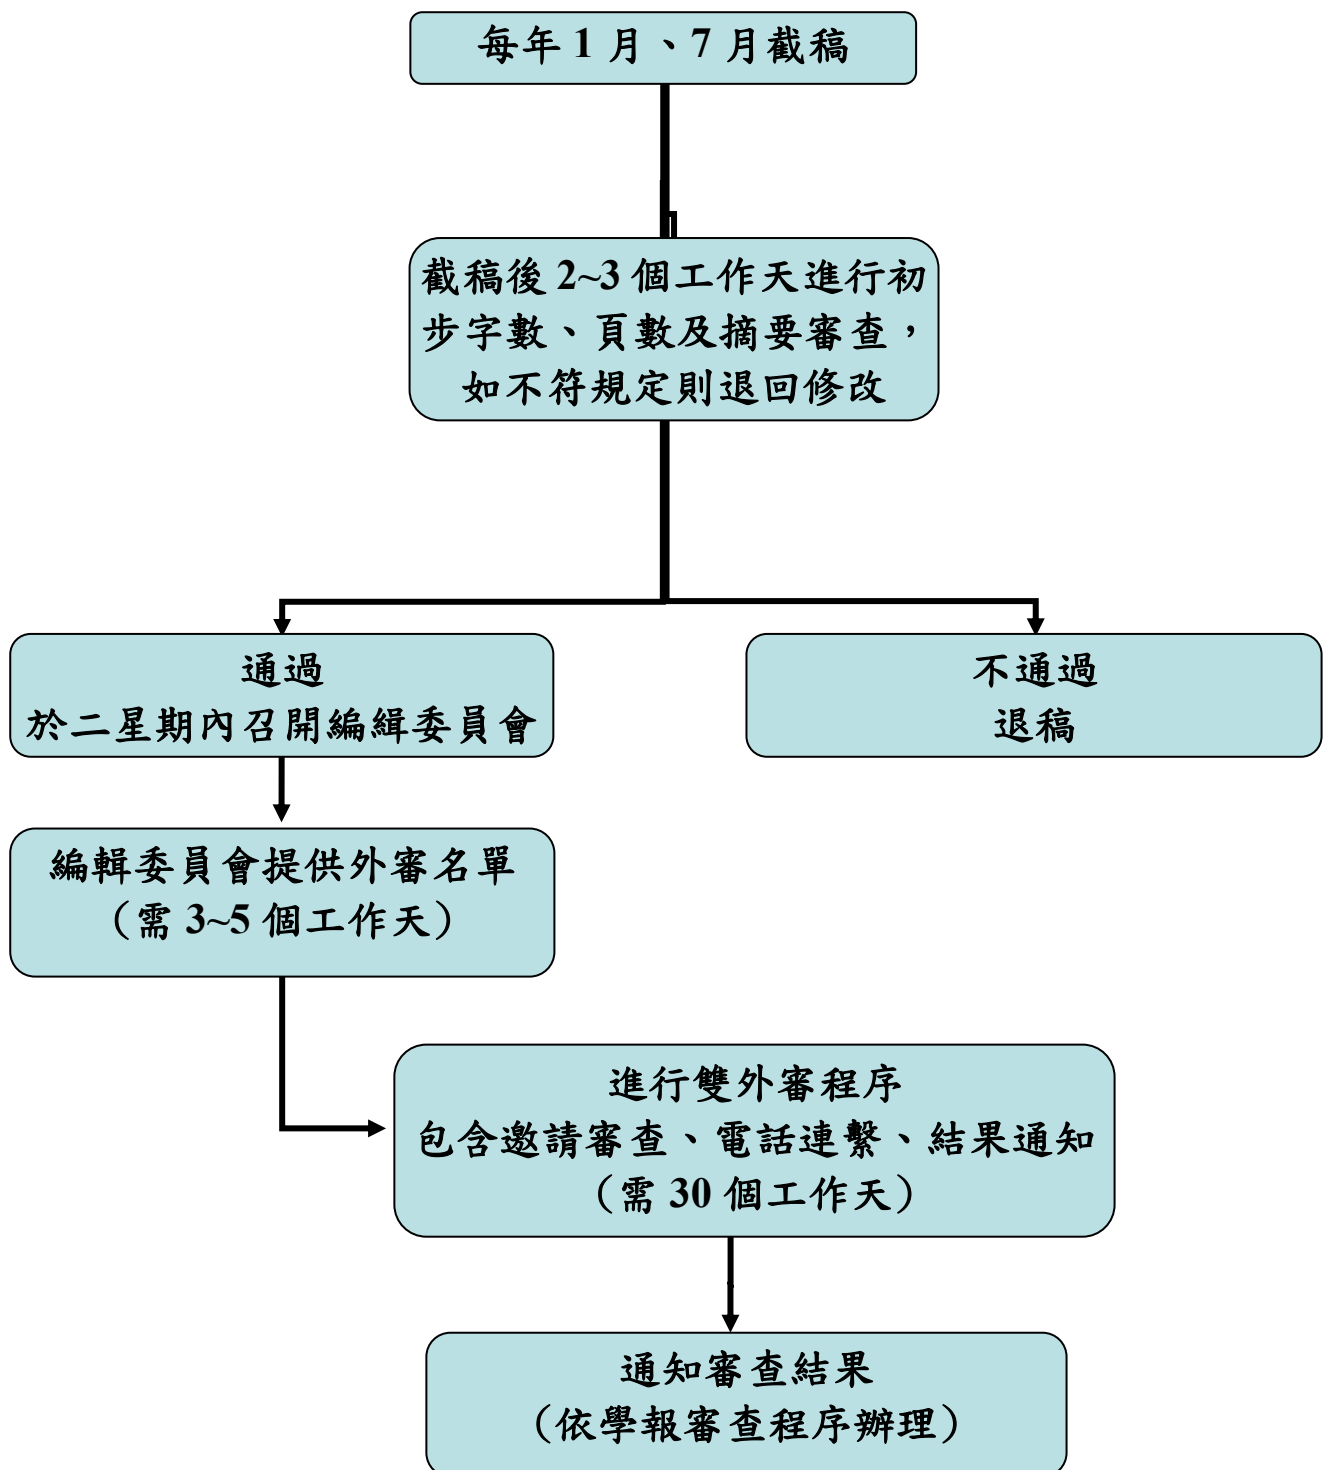 每年 1 月、7 月截稿
截稿後 2~3 個工作天進行初
步字數、頁數及摘要審查，
如不符規定則退回修改
通過
於二星期內召開編緝委員會
不通過
退稿
編輯委員會提供外審名單
（需 3~5 個工作天）
進行雙外審程序
包含邀請審查、電話連繫、結果通知
（需 30 個工作天）
通知審查結果
（依學報審查程序辦理）